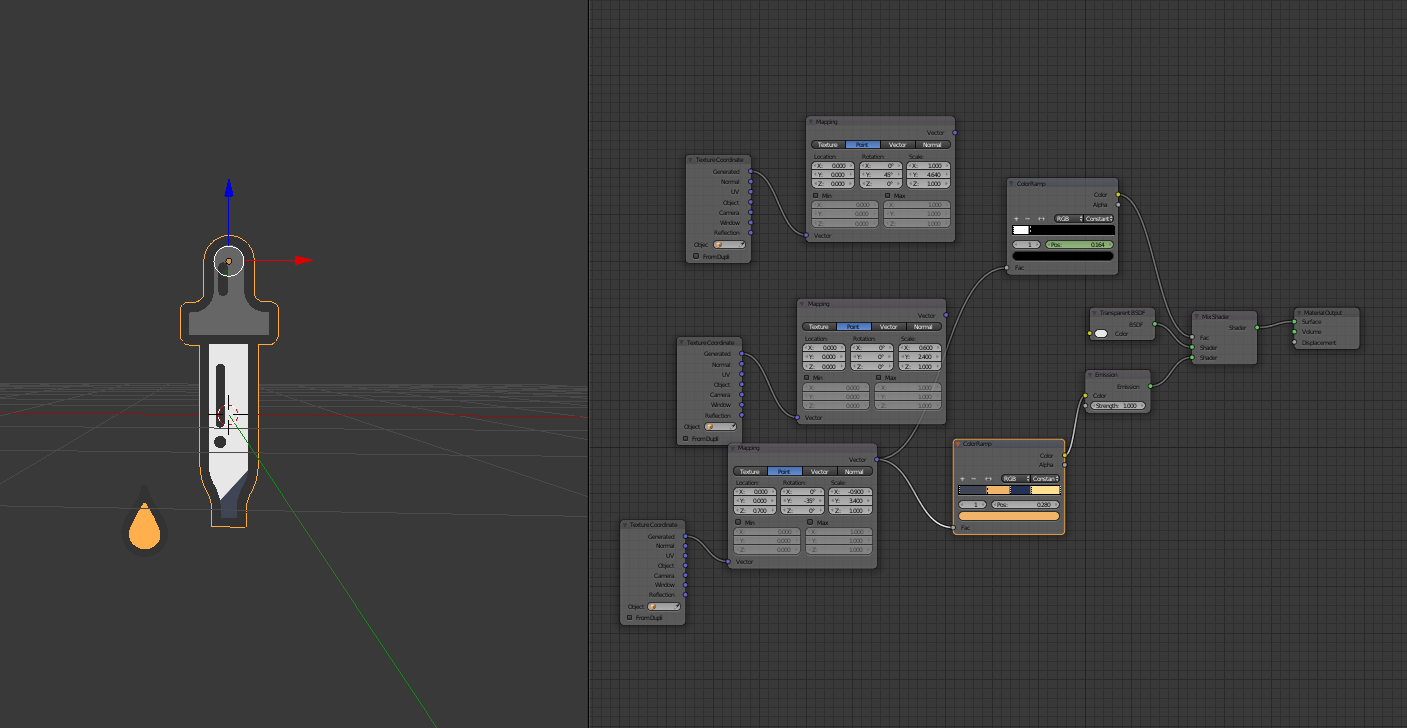 Mapping
Vector
Texture Point Vector Normal
Location: Rotation: Scale:
X: 0.000 X: 0° X: 1.000
Y: 0.000 Y: 45° Y: 4.640
Z: 0.000 Z: 0° Z: 1.000
Min Max
X: 0.000 X: 1.000
Y: 0.000 Y: 1.000
Z: 0.000 Z: 1.000
Vector
Texture Coordinate
Generated
Normal
UV
Object
Camera
Window
Reflection
Objec
From Dupli
ColorRamp
Color
Alpha
+ − ↔ RGB Constant
1 Pos: 0.164
Fac
Mapping
Vector
Texture Point Vector Normal
Location: Rotation: Scale:
X: 0.000 X: 0° X: 0.600
Y: 0.000 Y: 0° Y: 2.400
Z: 0.000 Z: 0° Z: 1.000
Min Max
X: 0.000 X: 1.000
Y: 0.000 Y: 1.000
Z: 0.000 Z: 1.000
Vector
Texture Coordinate
Generated
Normal
UV
Object
Camera
Window
Reflection
Object
From Dupli
Transparent BSDF
BSDF
Color
Mix Shader
Shader
Fac
Shader
Shader
Material Output
Surface
Volume
Displacement
Emission
Emission
Color
Strength: 1.000
Mapping
Vector
Texture Point Vector Normal
Location: Rotation: Scale:
X: 0.000 X: 0° X: -0.900
Y: 0.000 Y: -35° Y: 3.400
Z: 0.700 Z: 0° Z: 1.000
Min Max
X: 0.000 X: 1.000
Y: 0.000 Y: 1.000
Z: 0.000 Z: 1.000
Vector
ColorRamp
Color
Alpha
+ − ↔ RGB Constan
1 Pos: 0.280
Fac
Texture Coordinate
Generated
Normal
UV
Object
Camera
Window
Reflection
Object
From Dupli